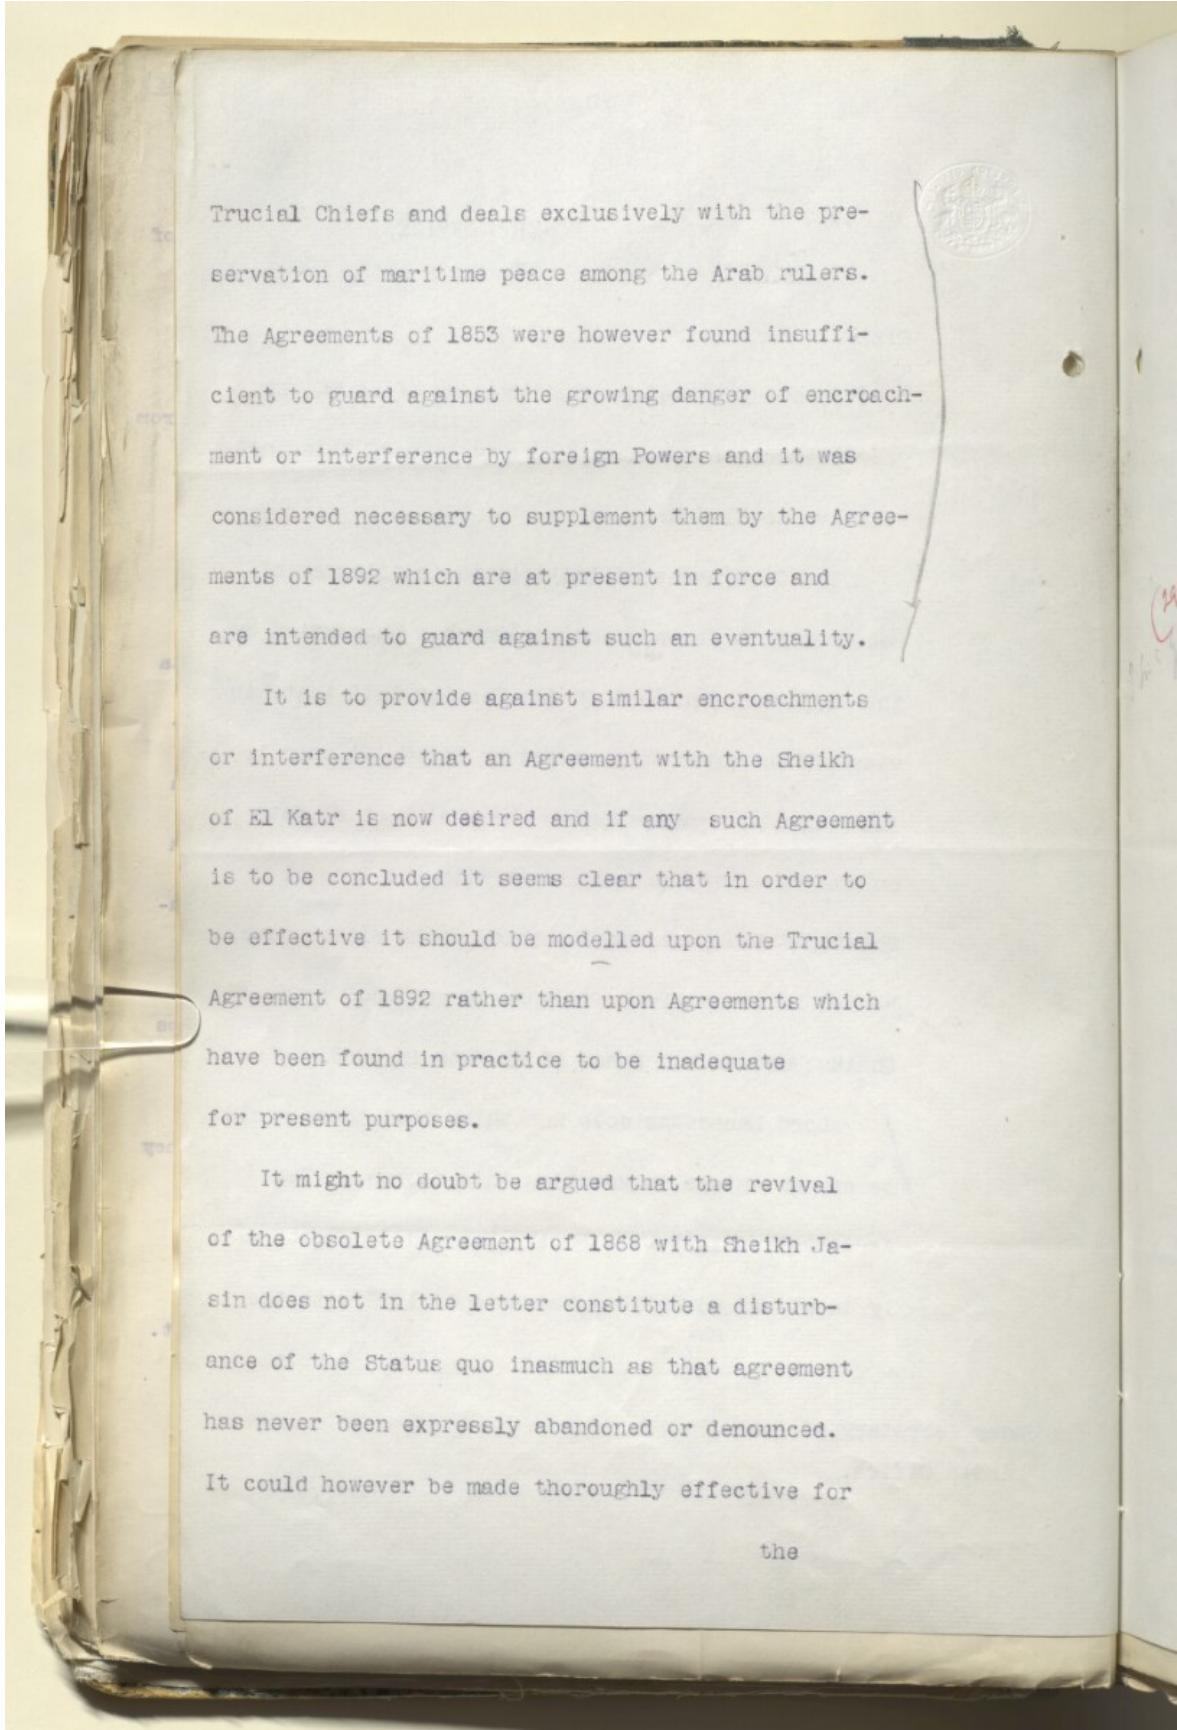 Trucial Chiefs and deals exclusively with the pre-
servation of maritime peace among the Arab rulers.
The Agreements of 1853 were however found insuffi-
cient to guard against the growing danger of encroach-
ment or interference by foreign Powers and it was
considered necessary to supplement them by the Agree-
ments of 1892 which are at present in force and
are intended to guard against such an eventuality.
It is to provide against similar encroachments
or interference that an Agreement with the Sheikh
of El Katr is now desired and if any such Agreement
is to be concluded it seems clear that in order to
be effective it should be modelled upon the Trucial
Agreement of 1892 rather than upon Agreements which
have been found in practice to be inadequate
for present purposes.
It might no doubt be argued that the revival
of the obsolete Agreement of 1868 with Sheikh Ja-
sin does not in the letter constitute a disturb-
ance of the Status quo inasmuch as that agreement
has never been expressly abandoned or denounced.
It could however be made thoroughly effective for
the